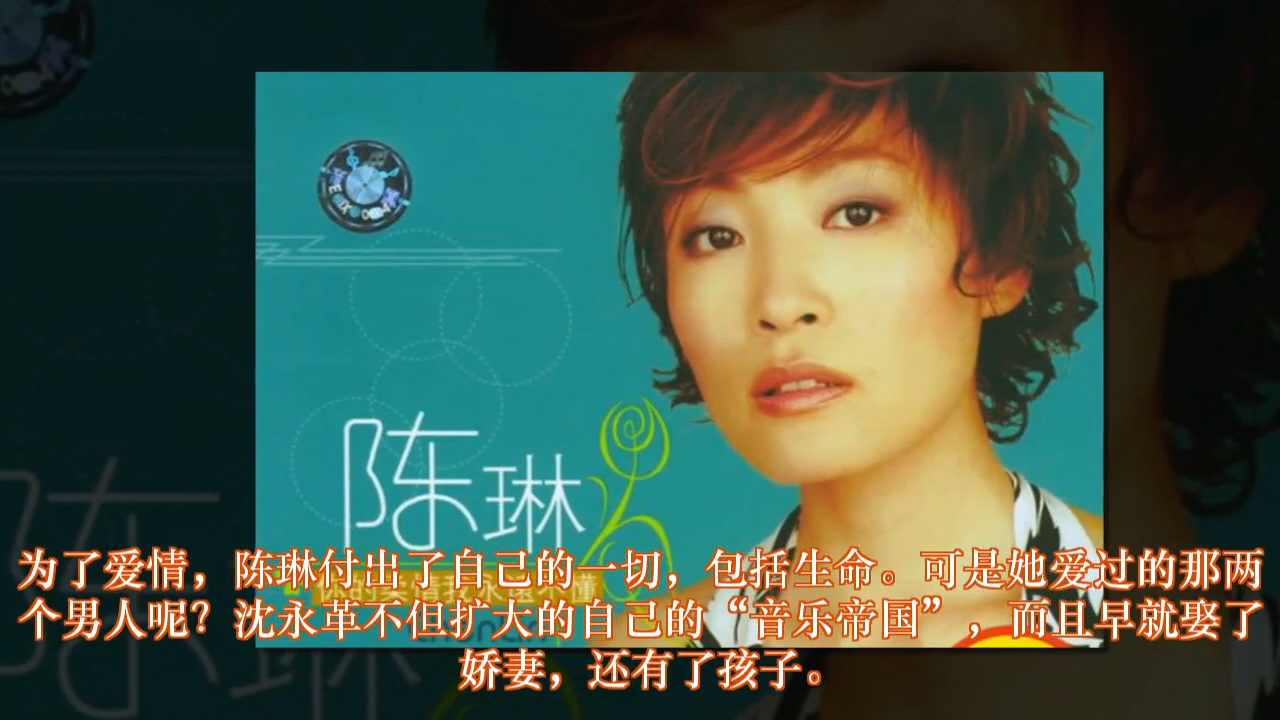 陈琳
为了爱情，陈琳付出了自己的一切，包括生命。可是她爱过的那两
个男人呢？沈永革不但扩大的自己的“音乐帝国”，而且早就娶了
娇妻，还有了孩子。